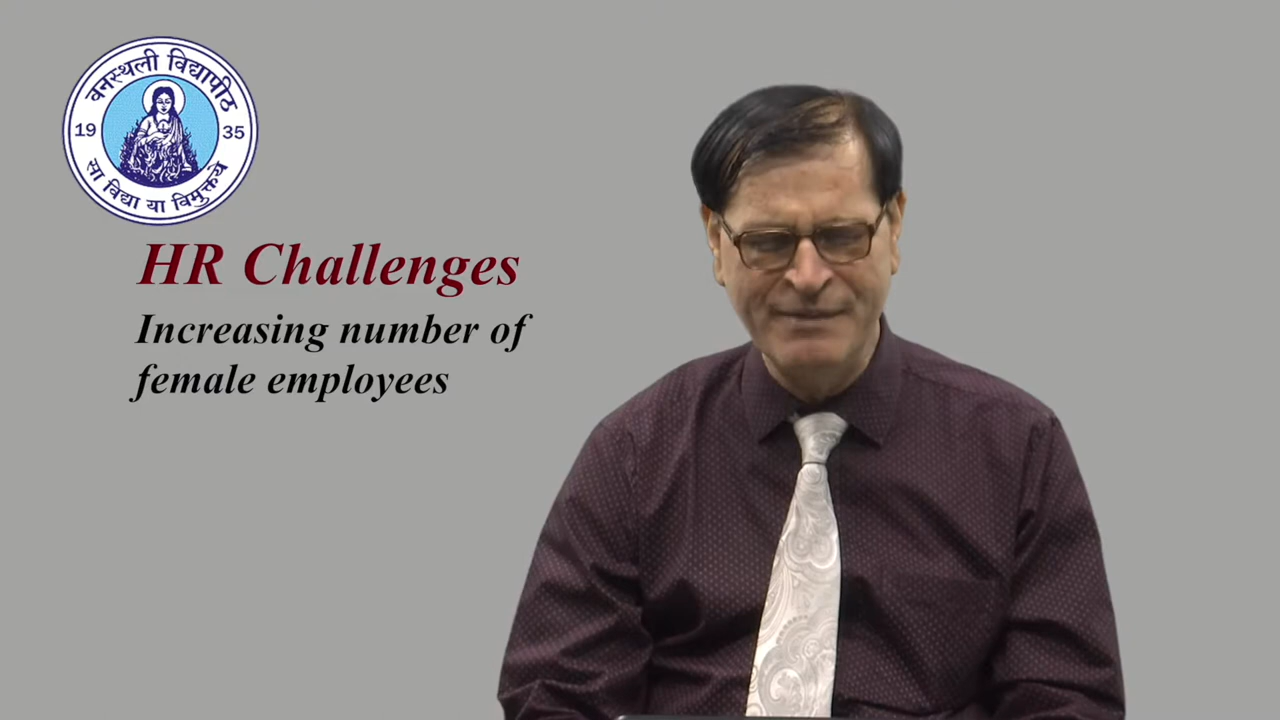 वनस्थली विद्यापीठ
19 35
सा विद्या या विमुक्तये
HR Challenges
Increasing number of
female employees